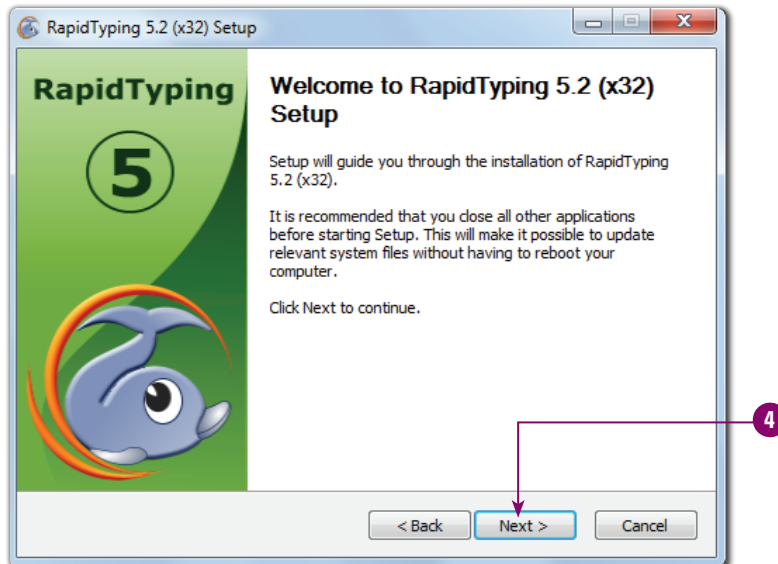 RapidTyping 5.2 (x32) Setup
RapidTyping
5
Welcome to RapidTyping 5.2 (x32)
Setup
Setup will guide you through the installation of RapidTyping
5.2 (x32).
It is recommended that you close all other applications
before starting Setup. This will make it possible to update
relevant system files without having to reboot your
computer.
Click Next to continue.
4
< Back Next > Cancel